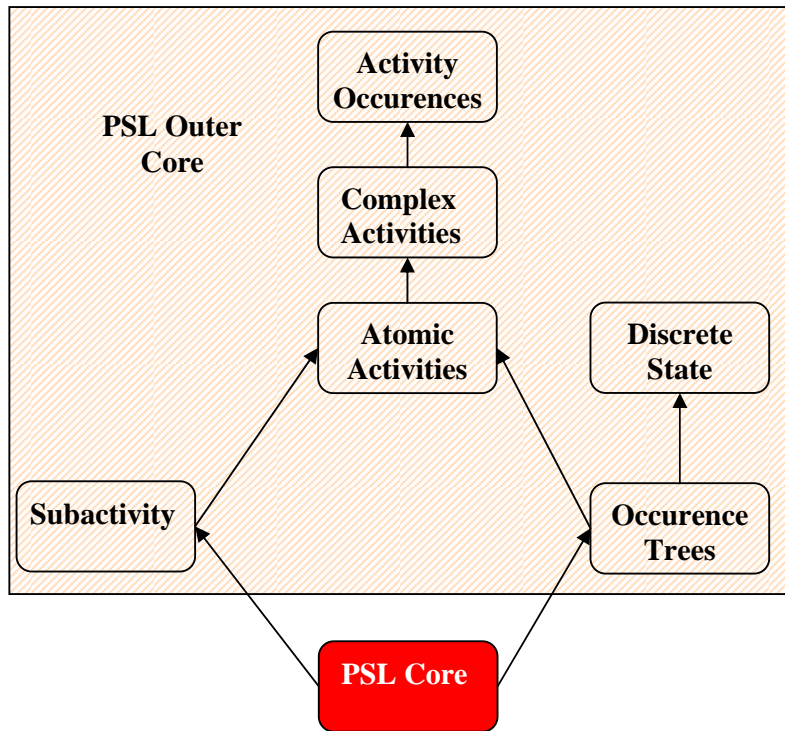 Activity
Occurences
PSL Outer
Core
Complex
Activities
Atomic
Activities
Discrete
State
Subactivity
Occurence
Trees
PSL Core